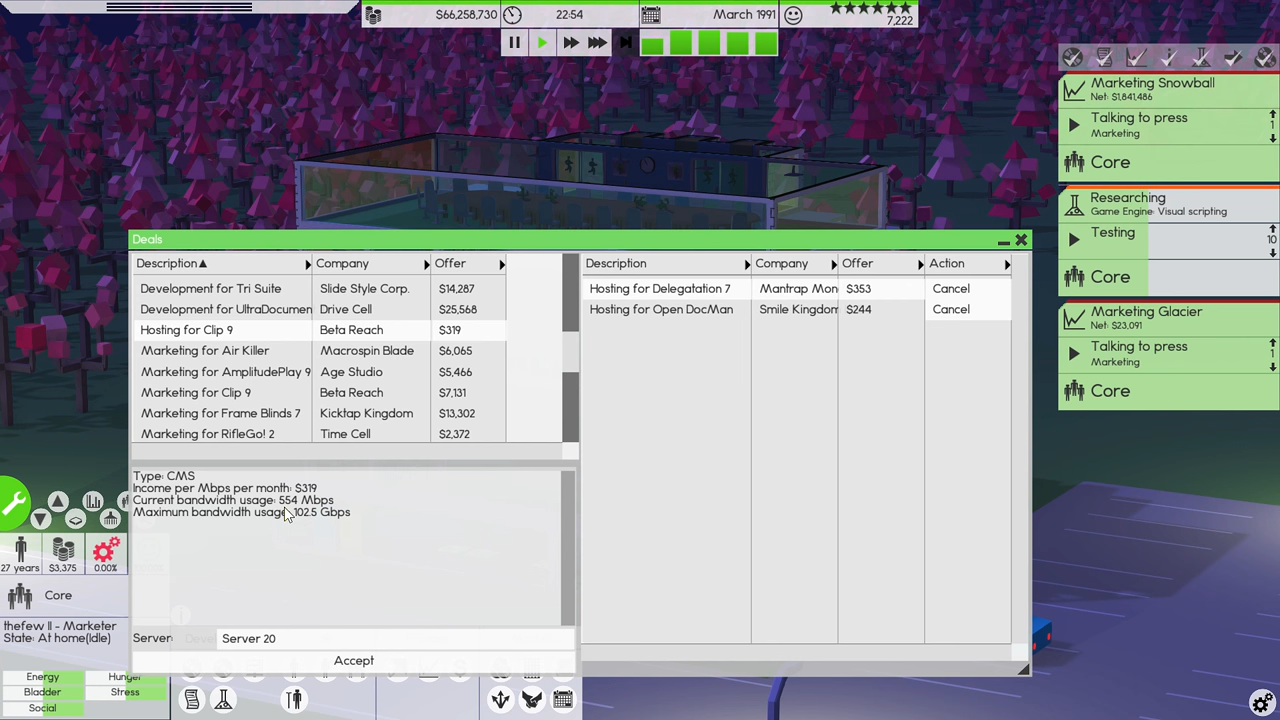 $66,258,730
22:54
March 1991
7,222
Marketing Snowball
Net: $1,841,486
Talking to press
Marketing
1
Core
Researching
Game Engine: Visual scripting
Testing
10
Core
Marketing Glacier
Net: $23,091
Talking to press
Marketing
1
Core
Deals
Description Company Offer
Development for Tri Suite Slide Style Corp. $14,287
Development for UltraDocumen Drive Cell $25,568
Hosting for Clip 9 Beta Reach $319
Marketing for Air Killer Macrospin Blade $6,065
Marketing for AmplitudePlay 9 Age Studio $5,466
Marketing for Clip 9 Beta Reach $7,131
Marketing for Frame Blinds 7 Kicktap Kingdom $13,302
Marketing for RifleGo! 2 Time Cell $2,372
Description Company Offer Action
Hosting for Delegatation 7 Mantrap Mon $353 Cancel
Hosting for Open DocMan Smile Kingdom $244 Cancel
Type: CMS
Income per Mbps per month: $319
Current bandwidth usage: 554 Mbps
Maximum bandwidth usage: 102.5 Gbps
Server: Server 20
Accept
27 years $3,375 0.00%
Core
thefew II - Marketer
State: At home(Idle)
Energy Hunger
Bladder Stress
Social